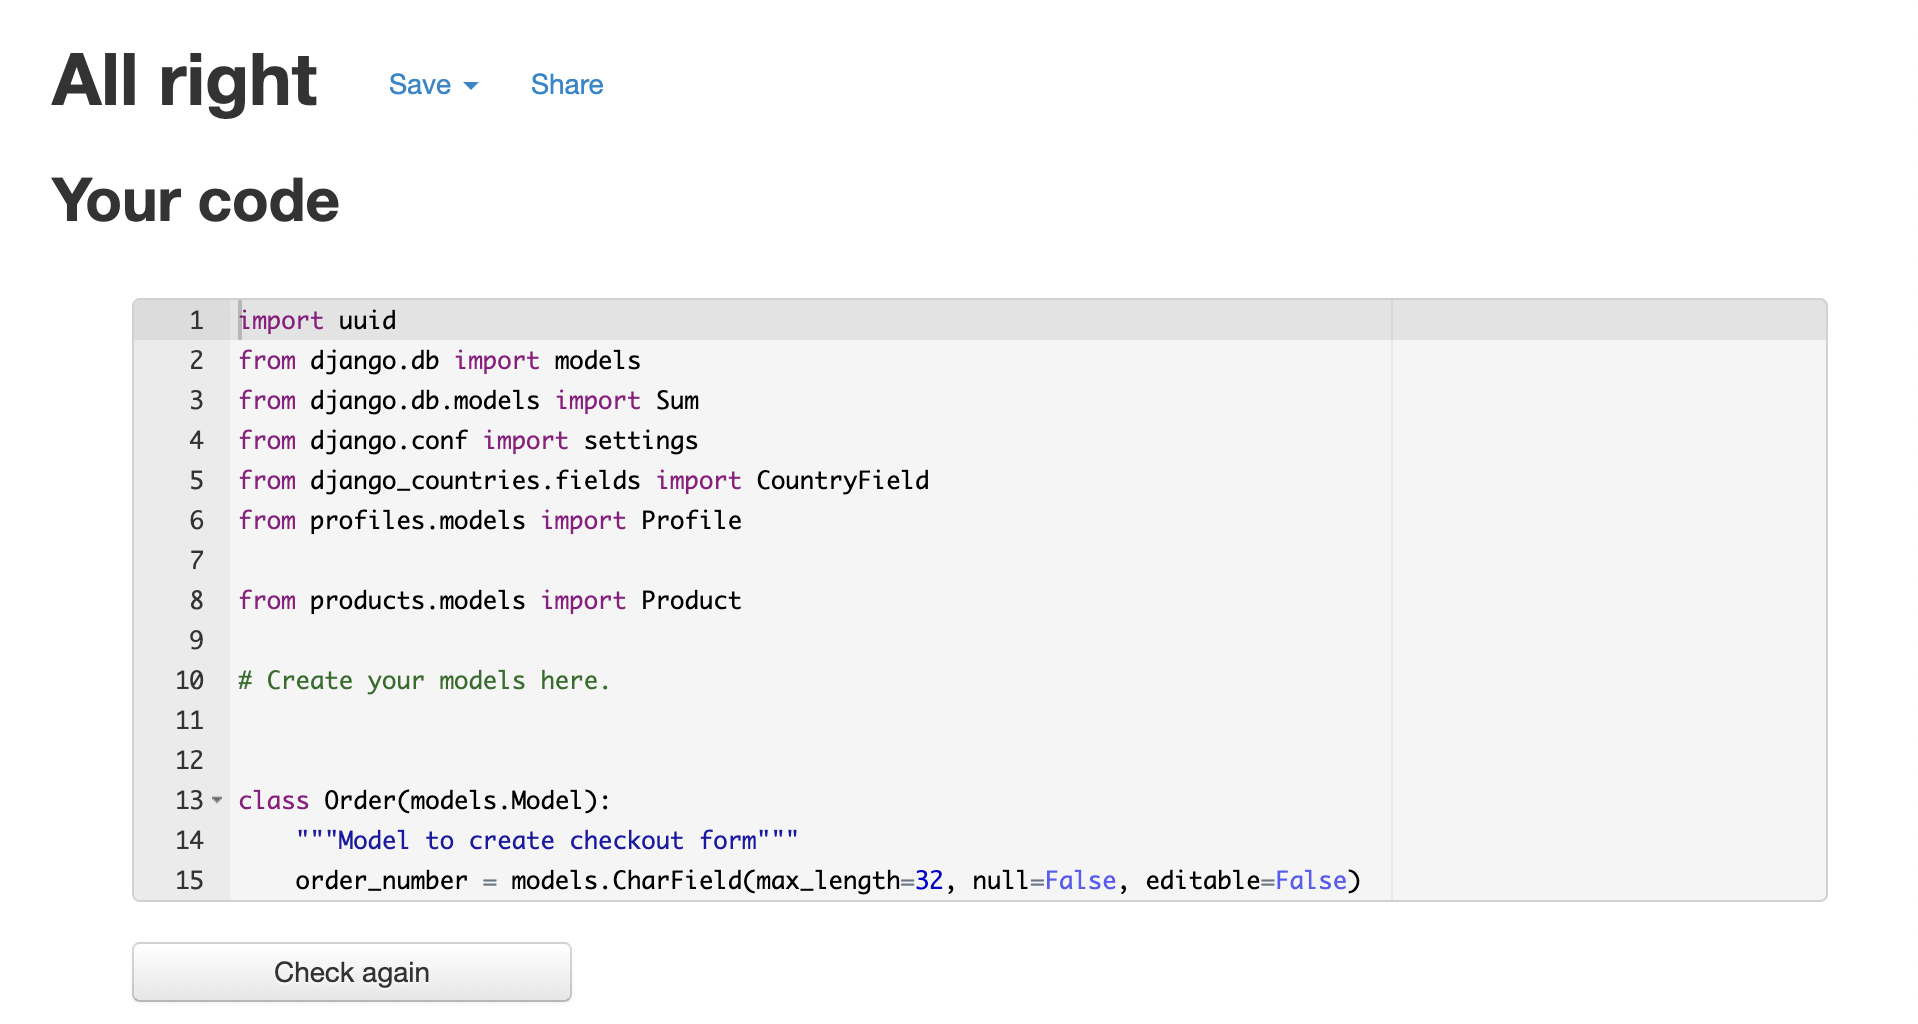 All right
Save
Share
Your code
1 import uuid
2 from django.db import models
3 from django.db.models import Sum
4 from django.conf import settings
5 from django_countries.fields import CountryField
6 from profiles.models import Profile
7
8 from products.models import Product
9
10 # Create your models here.
11
12
13 class Order(models.Model):
14     """Model to create checkout form"""
15     order_number = models.CharField(max_length=32, null=False, editable=False)
Check again